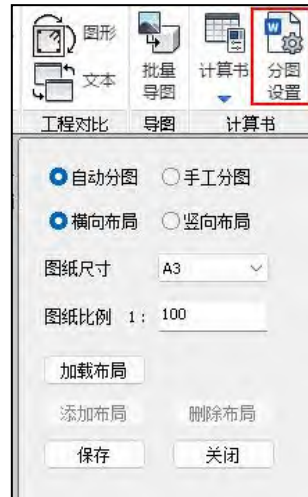 图形
文本
批量
导图
计算书
分图
设置
工程对比 导图 计算书
自动分图 手工分图
横向布局 竖向布局
图纸尺寸 A3
图纸比例 1: 100
加载布局
添加布局 删除布局
保存 关闭